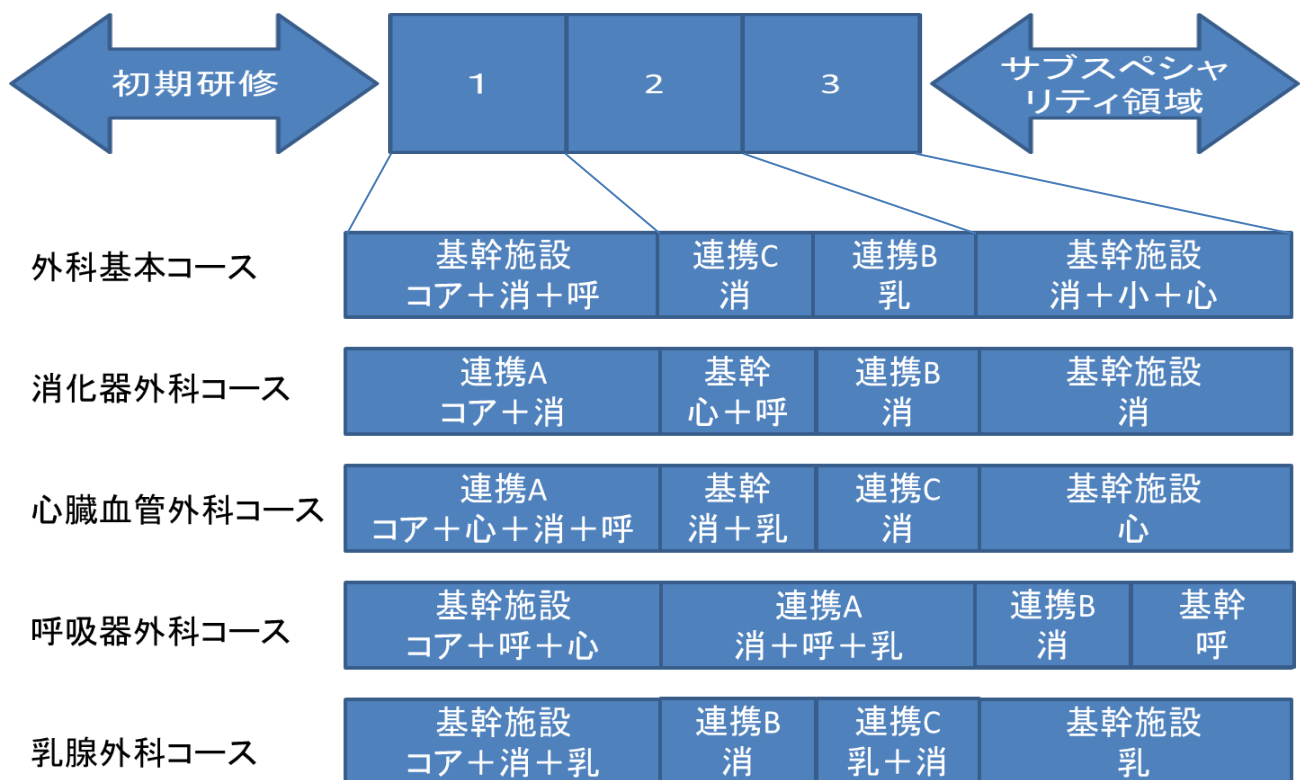 初期研修
1
2
3
サブスペシャ
リティ領域
外科基本コース
基幹施設
コア＋消＋呼
連携C
消
連携B
乳
基幹施設
消＋小＋心
消化器外科コース
連携A
コア＋消
基幹
心＋呼
連携B
消
基幹施設
消
心臓血管外科コース
連携A
コア＋心＋消＋呼
基幹
消＋乳
連携C
消
基幹施設
心
呼吸器外科コース
基幹施設
コア＋呼＋心
連携A
消＋呼＋乳
連携B
消
基幹
呼
乳腺外科コース
基幹施設
コア＋消＋乳
連携B
消
連携C
乳＋消
基幹施設
乳